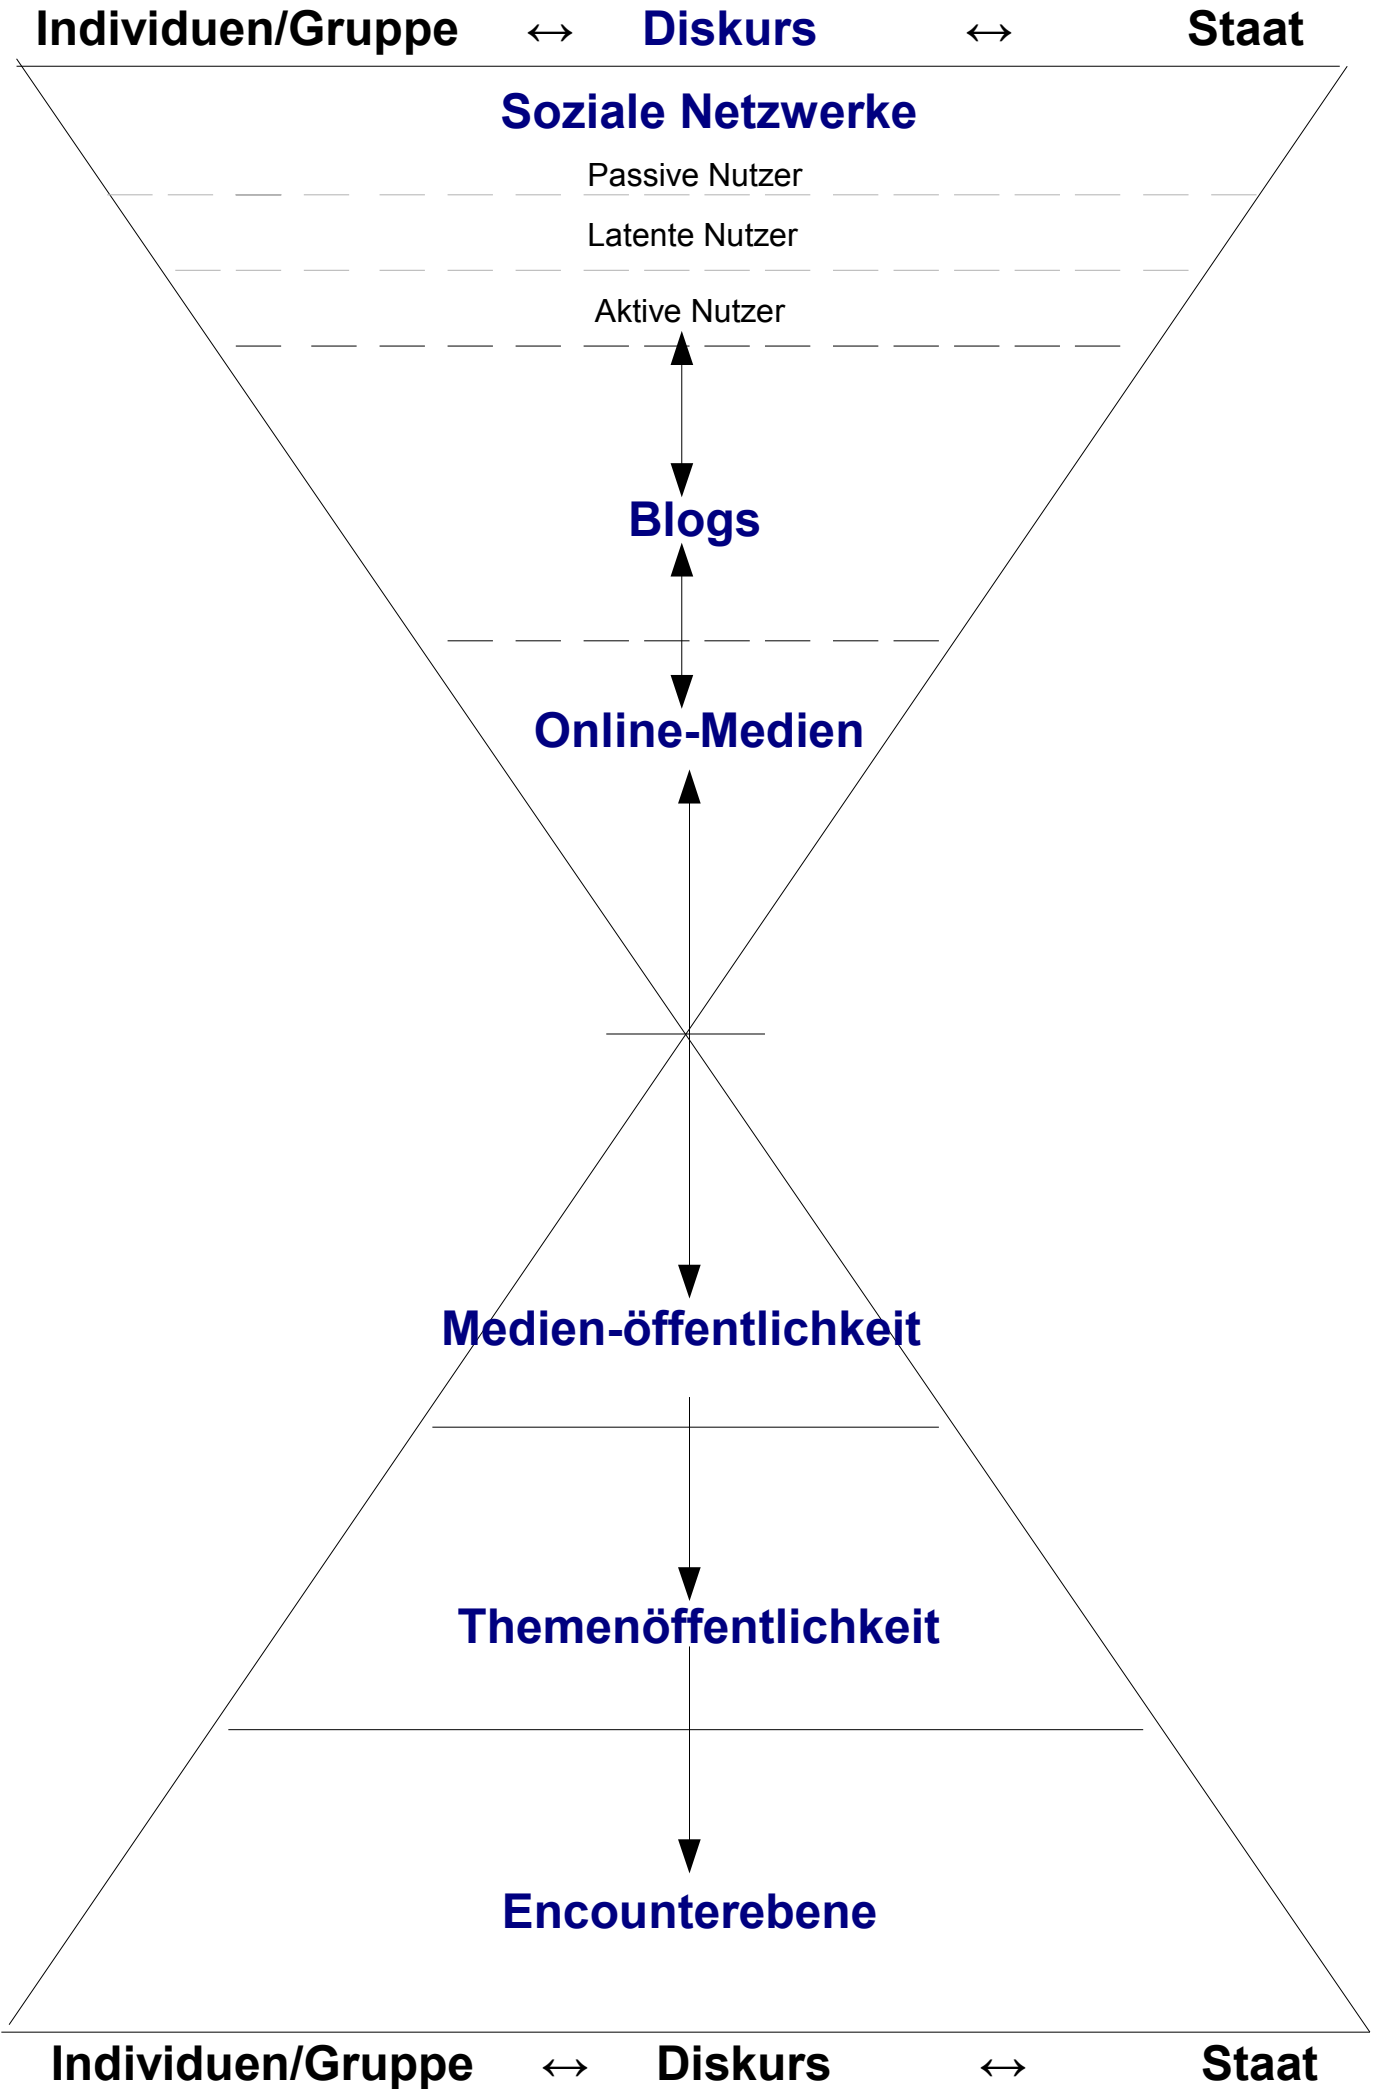 Individuen/Gruppe ↔ Diskurs ↔ Staat
Soziale Netzwerke
Passive Nutzer
Latente Nutzer
Aktive Nutzer
Blogs
Online-Medien
Medien-öffentlichkeit
Themenöffentlichkeit
Encounterebene
Individuen/Gruppe ↔ Diskurs ↔ Staat